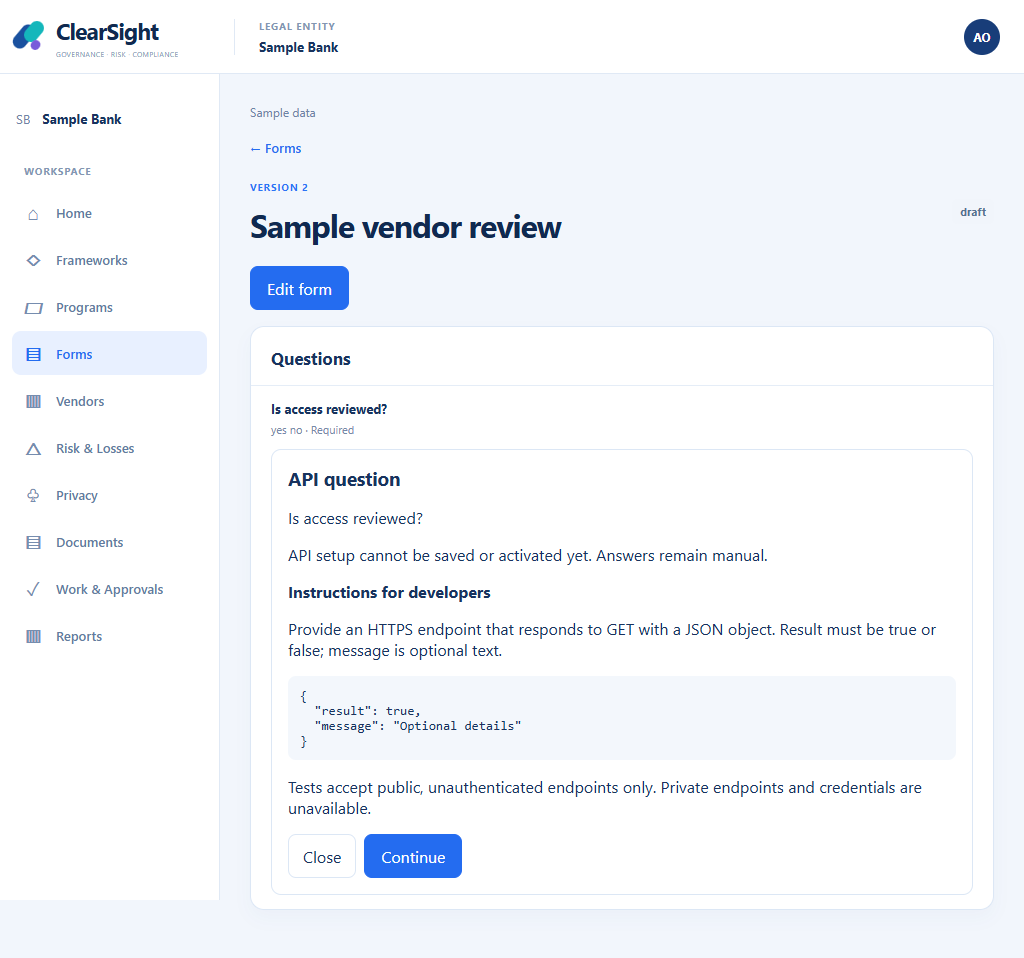 ClearSight
GOVERNANCE · RISK · COMPLIANCE
LEGAL ENTITY
Sample Bank
AO
SB Sample Bank
WORKSPACE
Home
Frameworks
Programs
Forms
Vendors
Risk & Losses
Privacy
Documents
Work & Approvals
Reports
Sample data
← Forms
VERSION 2
Sample vendor review
draft
Edit form
Questions
Is access reviewed?
yes no · Required
API question
Is access reviewed?
API setup cannot be saved or activated yet. Answers remain manual.
Instructions for developers
Provide an HTTPS endpoint that responds to GET with a JSON object. Result must be true or
false; message is optional text.
{
  "result": true,
  "message": "Optional details"
}
Tests accept public, unauthenticated endpoints only. Private endpoints and credentials are
unavailable.
Close
Continue